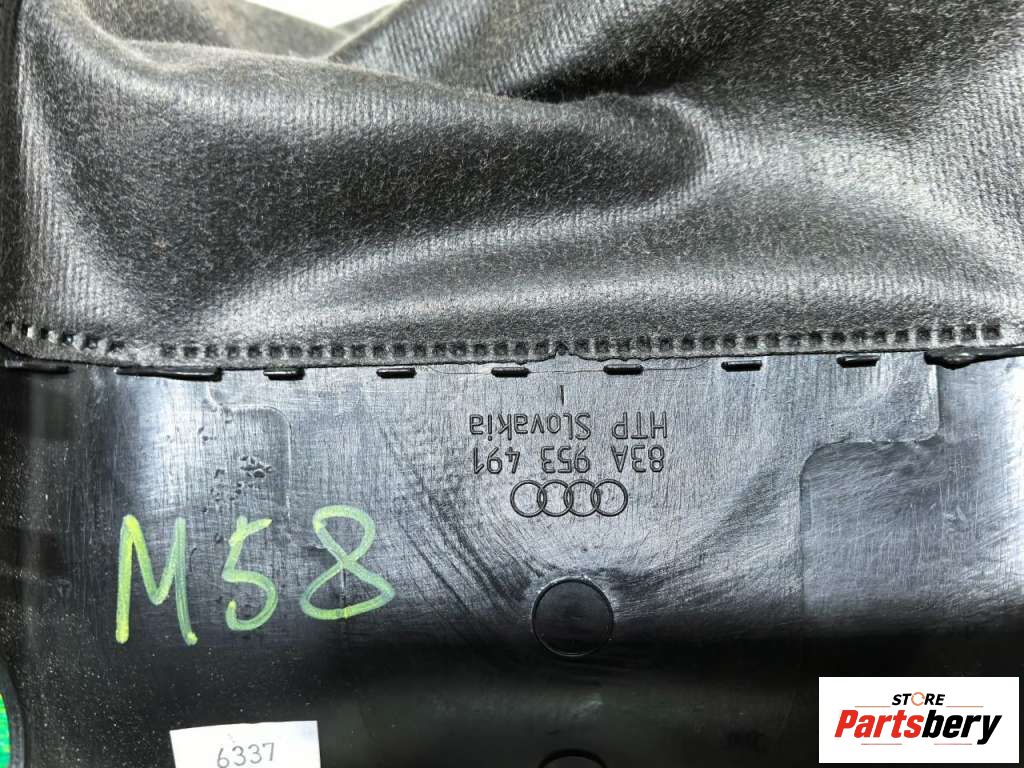 HTP Slovakia
83A 953 491
M58
6337
STORE
Partsbery